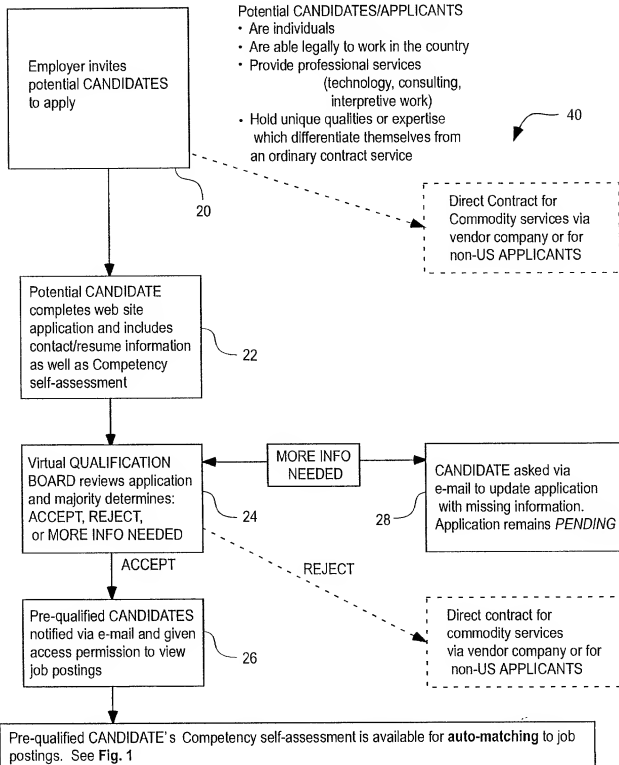 Potential CANDIDATES/APPLICANTS
• Are individuals
• Are able legally to work in the country
• Provide professional services
(technology, consulting,
interpretive work)
• Hold unique qualities or expertise
which differentiate themselves from
an ordinary contract service
40
Employer invites
potential CANDIDATES
to apply
20
Direct Contract for
Commodity services via
vendor company or for
non-US APPLICANTS
Potential CANDIDATE
completes web site
application and includes
contact/resume information
as well as Competency
self-assessment
22
Virtual QUALIFICATION
BOARD reviews application
and majority determines:
ACCEPT, REJECT,
or MORE INFO NEEDED
24
MORE INFO
NEEDED
CANDIDATE asked via
e-mail to update application
with missing information.
Application remains PENDING
28
ACCEPT
REJECT
Pre-qualified CANDIDATES
notified via e-mail and given
access permission to view
job postings
26
Direct contract for
commodity services
via vendor company or for
non-US APPLICANTS
Pre-qualified CANDIDATE's Competency self-assessment is available for auto-matching to job
postings. See Fig. 1